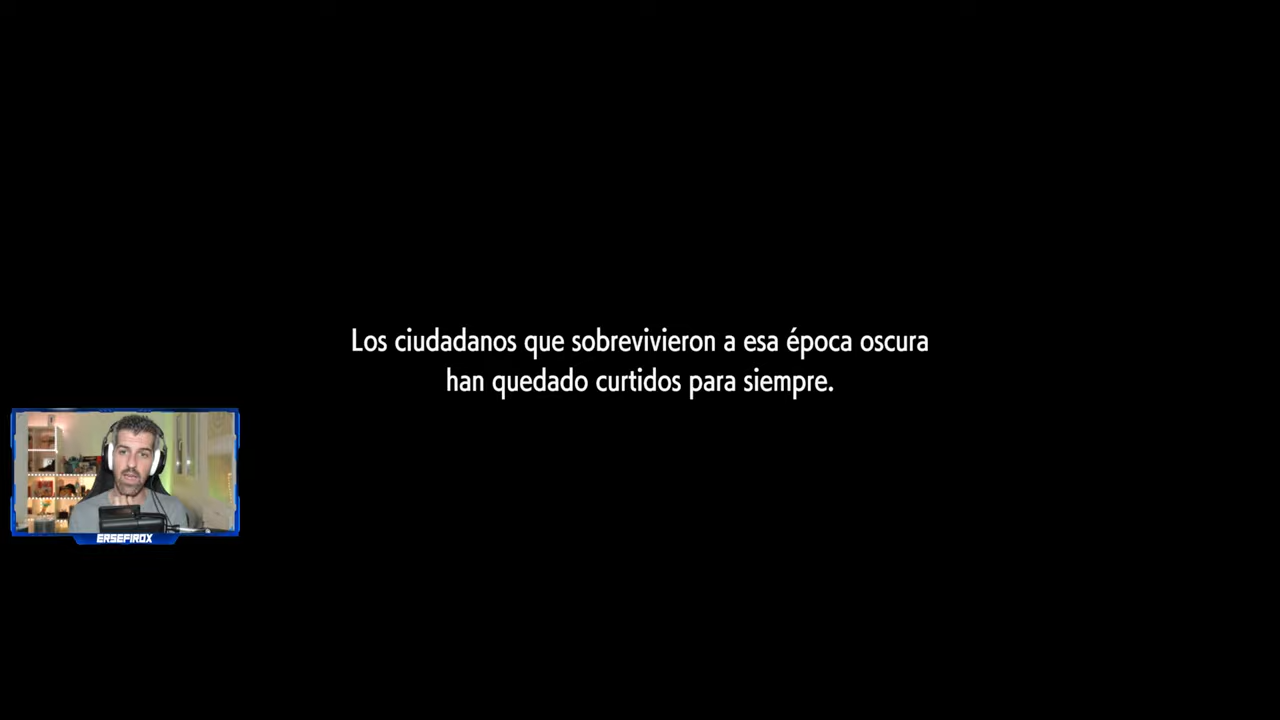 Los ciudadanos que sobrevivieron a esa época oscura
han quedado curtidos para siempre.
ERSEFIROX